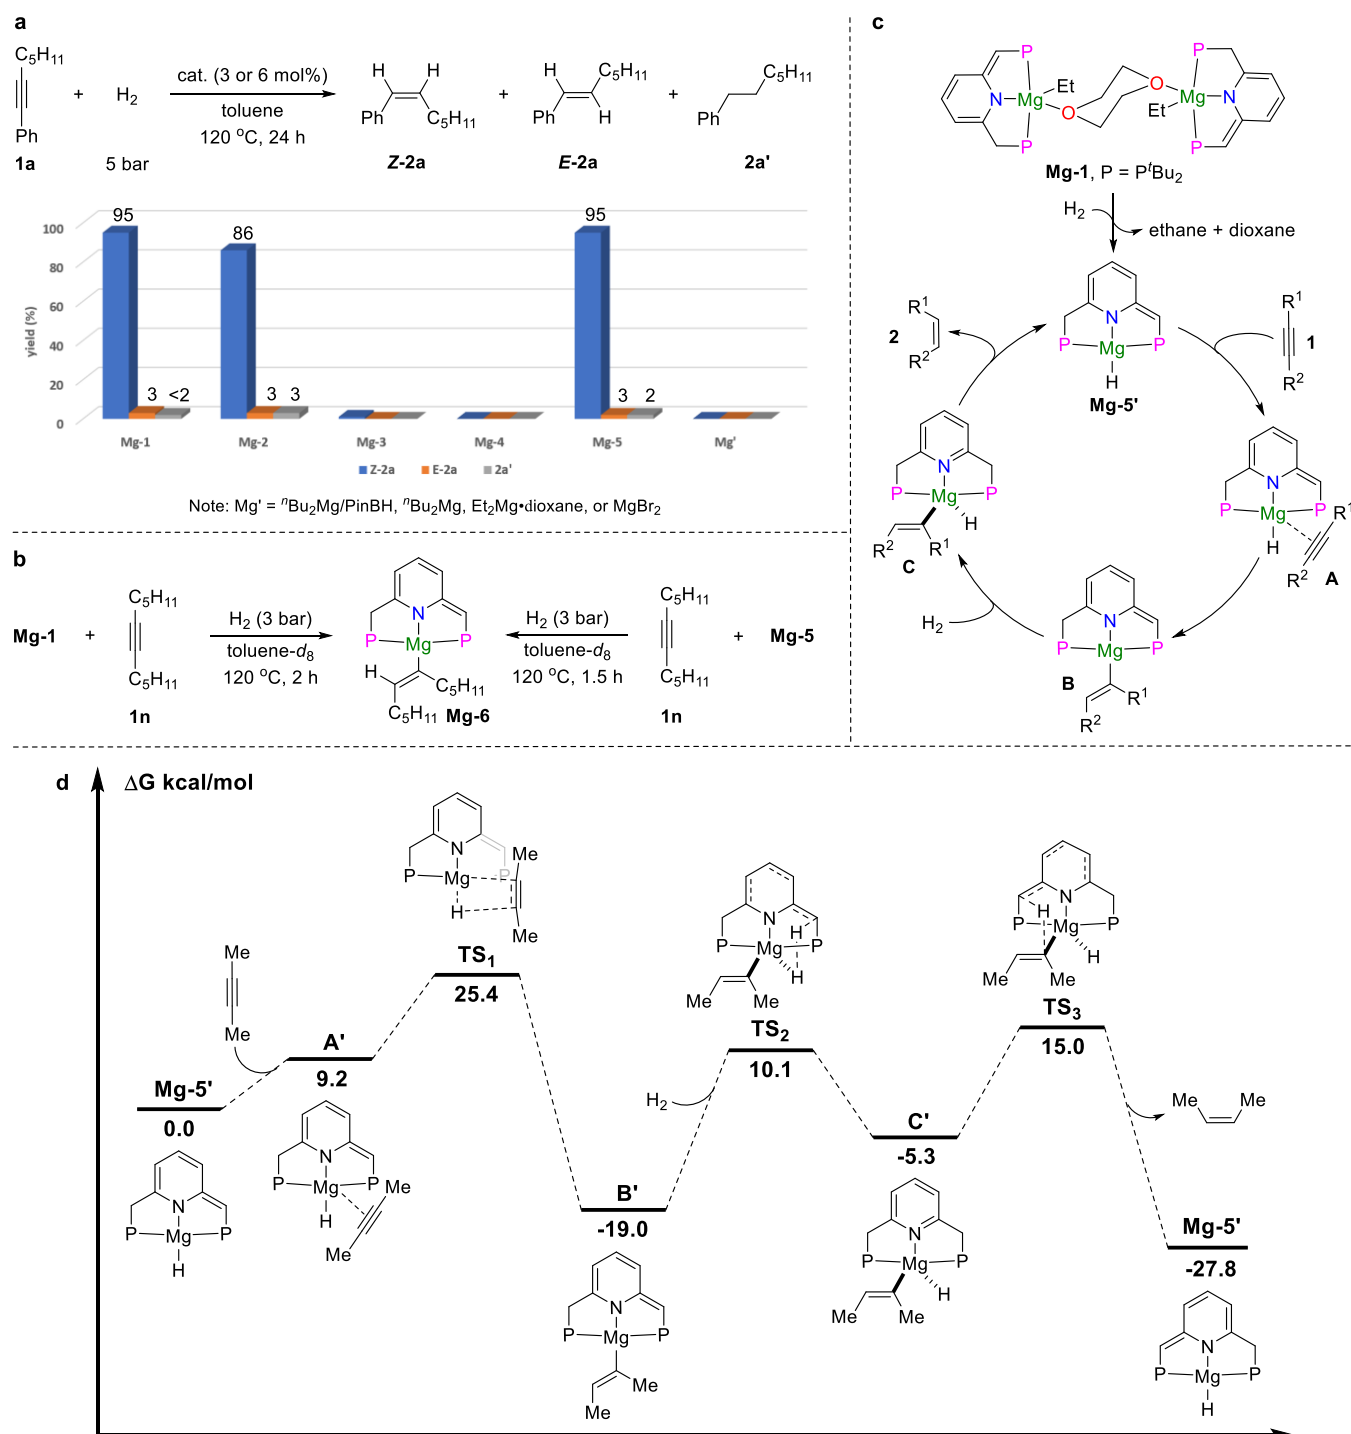 a
C5H11
Ph
1a
+
H2
5 bar
cat. (3 or 6 mol%)
toluene
120 oC, 24 h
H H
Ph C5H11
Z-2a
+
H C5H11
Ph H
E-2a
+
C5H11
Ph
2a'
yield (%)
100
80
60
40
20
0
95
3
<2
86
3
3
95
3
2
Mg-1 Mg-2 Mg-3 Mg-4 Mg-5 Mg'
Z-2a E-2a 2a'
Note: Mg' = nBu2Mg/PinBH, nBu2Mg, Et2Mg•dioxane, or MgBr2
b
Mg-1 +
C5H11
C5H11
1n
H2 (3 bar)
toluene-d8
120 oC, 2 h
N
P Mg P
H
C5H11
C5H11 Mg-6
H2 (3 bar)
toluene-d8
120 oC, 1.5 h
C5H11
C5H11
1n
+ Mg-5
c
P P
Et
N Mg O Mg N
O Et
P P
Mg-1, P = PtBu2
H2
ethane + dioxane
N
P Mg P
H
Mg-5'
R1
R2
1
R1
2
R2
N
P Mg P
H R1
R2 A
N
P Mg P
B
R1
R2
H2
N
P Mg P
H
R2 R1
C
d
ΔG kcal/mol
Mg-5'
0.0
N
P Mg P
H
Me
Me
A'
9.2
N
P Mg P
H Me
Me
N Me
P Mg P
H
Me
TS1
25.4
B'
-19.0
N
P Mg P
Me
Me
H2
N H
P Mg P
H
Me Me
TS2
10.1
C'
-5.3
N
P Mg P
H
Me Me
H N
P Mg P
H
Me Me
TS3
15.0
Me Me
Mg-5'
-27.8
N
P Mg P
H